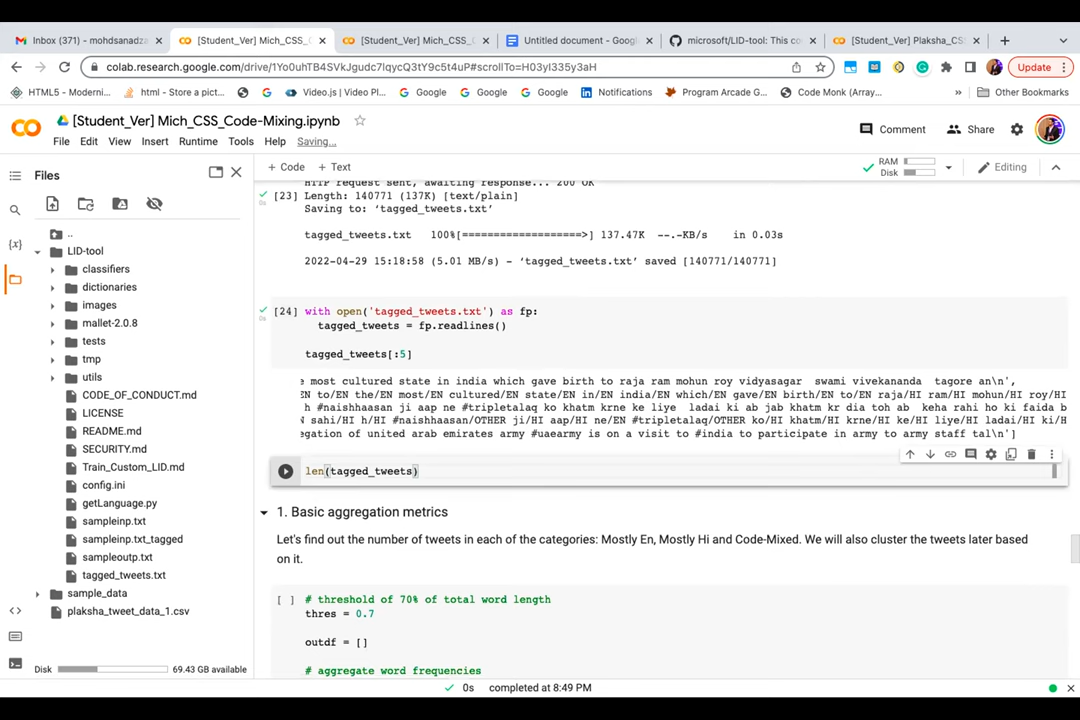 Inbox (371) - mohdsanadza
[Student_Ver] Mich_CSS_C
[Student_Ver] Mich_CSS_C
Untitled document - Googl
microsoft/LID-tool: This co
[Student_Ver] Plaksha_CS
colab.research.google.com/drive/1Yo0uhTB4SVkJgudc7lqycQ3tY9c5t4uP#scrollTo=H03yI335y3aH
Update
HTML5 - Moderni...
html - Store a pict...
Video.js | Video Pl...
Google
Google
Google
Notifications
Program Arcade G...
Code Monk (Array...
»
Other Bookmarks
[Student_Ver] Mich_CSS_Code-Mixing.ipynb
File Edit View Insert Runtime Tools Help Saving...
Comment
Share
Files
+ Code + Text
RAM
Disk
Editing
..
LID-tool
classifiers
dictionaries
images
mallet-2.0.8
tests
tmp
utils
CODE_OF_CONDUCT.md
LICENSE
README.md
SECURITY.md
Train_Custom_LID.md
config.ini
getLanguage.py
sampleinp.txt
sampleinp.txt_tagged
sampleoutp.txt
tagged_tweets.txt
sample_data
plaksha_tweet_data_1.csv
Disk 69.43 GB available
HTTP request sent, awaiting response... 200 OK
[23] Length: 140771 (137K) [text/plain]
Saving to: ‘tagged_tweets.txt’
tagged_tweets.txt 100%[===================>] 137.47K --.-KB/s in 0.03s
2022-04-29 15:18:58 (5.01 MB/s) - ‘tagged_tweets.txt’ saved [140771/140771]
[24] with open('tagged_tweets.txt') as fp:
tagged_tweets = fp.readlines()
tagged_tweets[:5]
e most cultured state in india which gave birth to raja ram mohun roy vidyasagar swami vivekananda tagore an\n',
EN to/EN the/EN most/EN cultured/EN state/EN in/EN india/EN which/EN gave/EN birth/EN to/EN raja/HI ram/HI mohun/HI roy/HI
h #naishhaasan ji aap ne #tripletalaq ko khatm krne ke liye ladai ki ab jab khatm kr dia toh ab keha rahi ho ki faida b
N sahi/HI h/HI #naishhaasan/OTHER ji/HI aap/HI ne/EN #tripletalaq/OTHER ko/HI khatm/HI krne/HI ke/HI liye/HI ladai/HI ki/H
egation of united arab emirates army #uaearmy is on a visit to #india to participate in army to army staff tal\n']
len(tagged_tweets)
1. Basic aggregation metrics
Let's find out the number of tweets in each of the categories: Mostly En, Mostly Hi and Code-Mixed. We will also cluster the tweets later based
on it.
[ ] # threshold of 70% of total word length
thres = 0.7
outdf = []
# aggregate word frequencies
0s completed at 8:49 PM